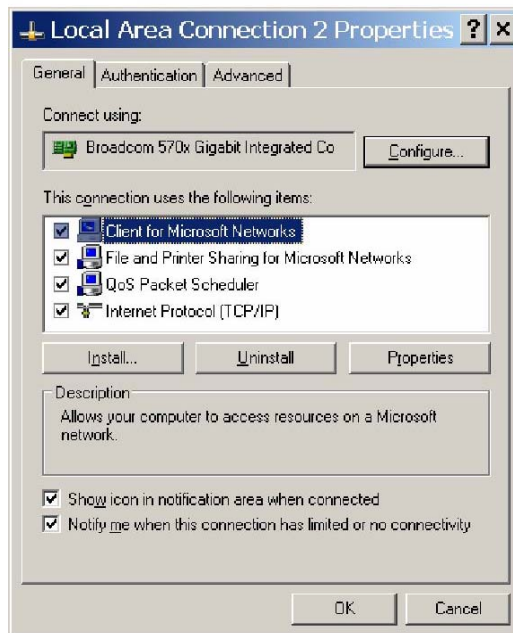 Local Area Connection 2 Properties ? ×
General Authentication Advanced
Connect using:
Broadcom 570x Gigabit Integrated Co Configure...
This connection uses the following items:
Client for Microsoft Networks
File and Printer Sharing for Microsoft Networks
QoS Packet Scheduler
Internet Protocol (TCP/IP)
Install... Uninstall Properties
Description
Allows your computer to access resources on a Microsoft
network.
Show icon in notification area when connected
Notify me when this connection has limited or no connectivity
OK Cancel